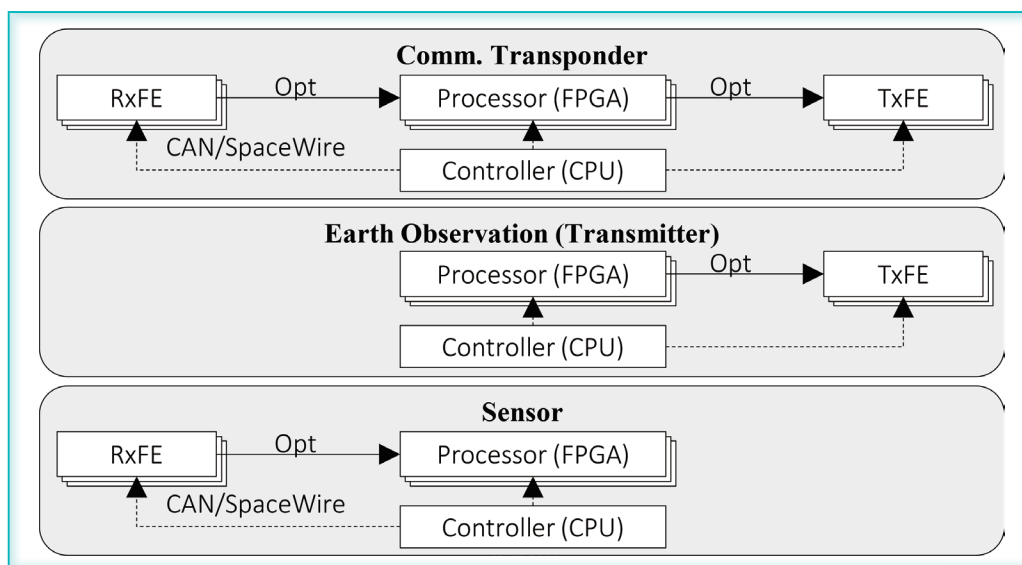 Comm. Transponder
RxFE
Opt
Processor (FPGA)
Opt
TxFE
CAN/SpaceWire
Controller (CPU)
Earth Observation (Transmitter)
Processor (FPGA)
Opt
TxFE
Controller (CPU)
Sensor
RxFE
Opt
Processor (FPGA)
CAN/SpaceWire
Controller (CPU)